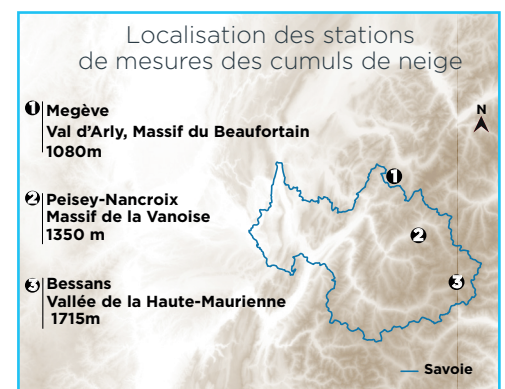 Localisation des stations
de mesures des cumuls de neige
1 Megève
Val d'Arly, Massif du Beaufortain
1080m
N
1
2 Peisey-Nancroix
Massif de la Vanoise
1350 m
2
3 Bessans
Vallée de la Haute-Maurienne
1715m
3
Savoie